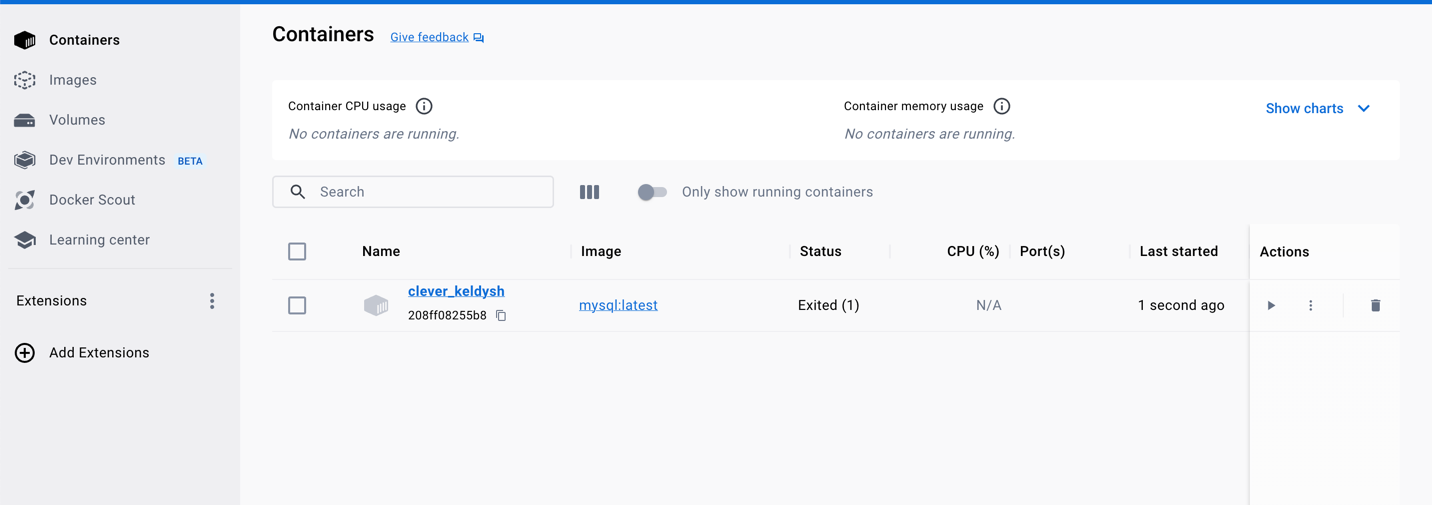 Containers
Images
Volumes
Dev Environments BETA
Docker Scout
Learning center
Extensions
Add Extensions
Containers Give feedback
Container CPU usage
No containers are running.
Container memory usage
No containers are running.
Show charts
Search
Only show running containers
Name Image Status CPU (%) Port(s) Last started Actions
clever_keldysh
208ff08255b8
mysql:latest Exited (1) N/A 1 second ago